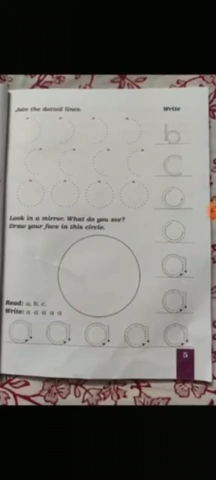 Join the dotted lines. Write
b
c
a
Look in a mirror. What do you see?
Draw your face in this circle.
a
a
Read: a, b, c.
Write: a a a a a
a a a a a a
5